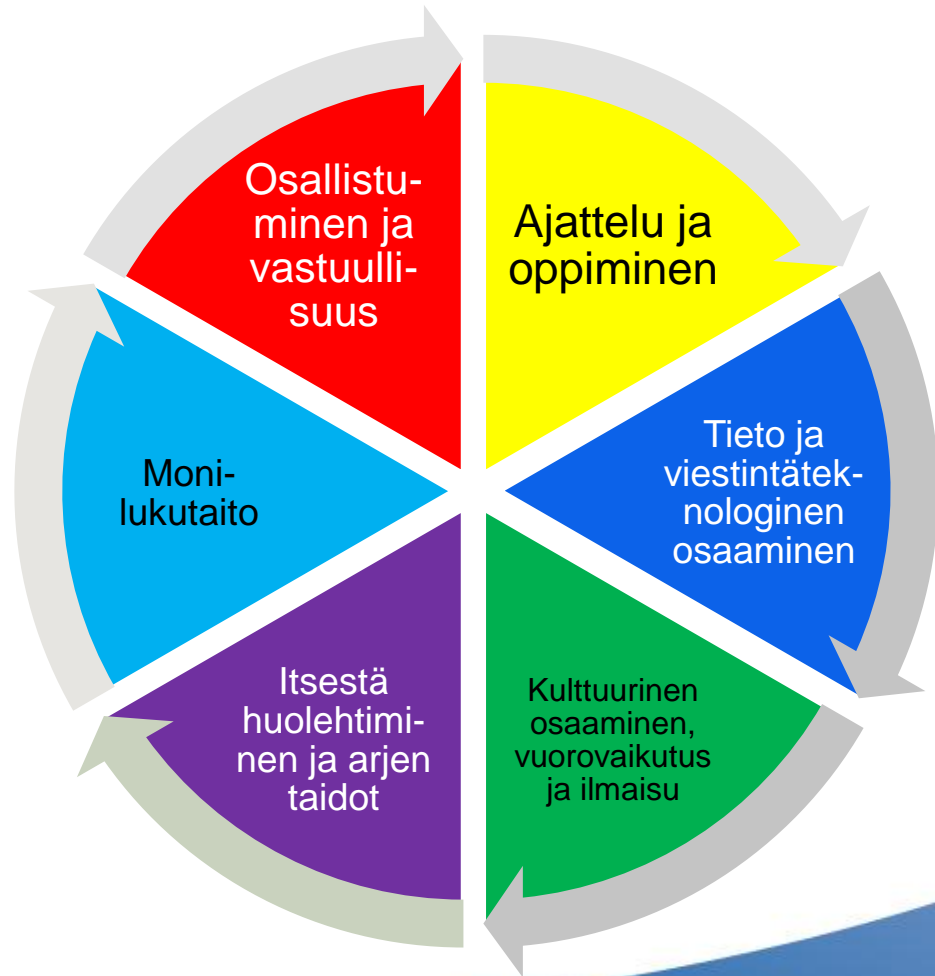 Osallistu-
minen ja
vastuulli-
suus
Ajattelu ja
oppiminen
Tieto ja
viestintätek-
nologinen
osaaminen
Kulttuurinen
osaaminen,
vuorovaikutus
ja ilmaisu
Itsestä
huolehtimi-
nen ja arjen
taidot
Moni-
lukutaito